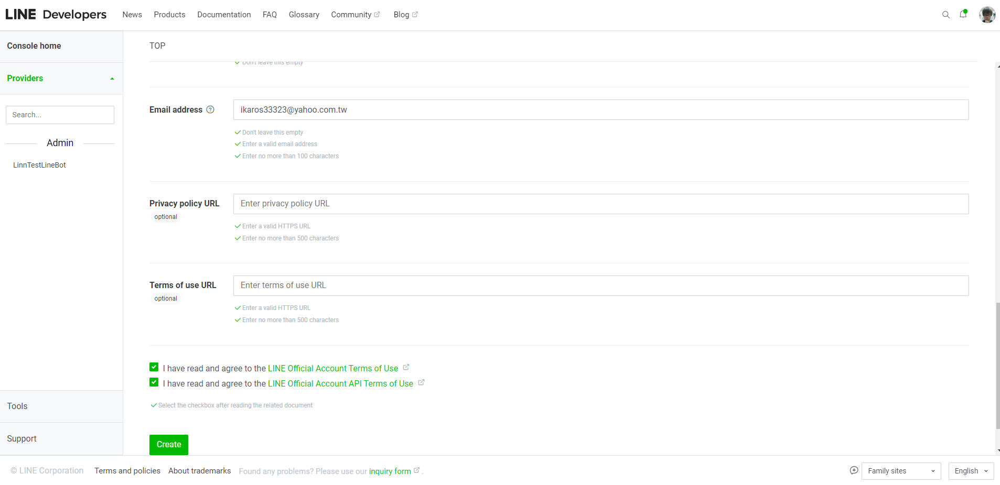 LINE Developers News Products Documentation FAQ Glossary Community Blog
Console home
Providers
Search...
Admin
LinnTestLineBot
Tools
Support
TOP
Don't leave this empty
Email address ? ikaros33323@yahoo.com.tw
Don't leave this empty
Enter a valid email address
Enter no more than 100 characters
Privacy policy URL Enter privacy policy URL
optional
Enter a valid HTTPS URL
Enter no more than 500 characters
Terms of use URL Enter terms of use URL
optional
Enter a valid HTTPS URL
Enter no more than 500 characters
I have read and agree to the LINE Official Account Terms of Use
I have read and agree to the LINE Official Account API Terms of Use
Select the checkbox after reading the related document
Create
© LINE Corporation Terms and policies About trademarks Found any problems? Please use our inquiry form . Family sites English